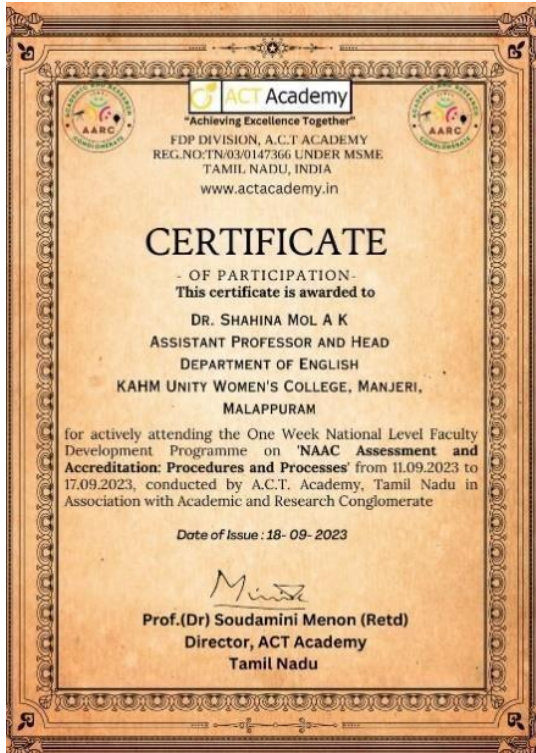 ACT Academy
"Achieving Excellence Together"
FDP DIVISION, A.C.T ACADEMY
REG.NO:TN/03/0147366 UNDER MSME
TAMIL NADU, INDIA
www.actacademy.in
AARC
AARC
CERTIFICATE
- OF PARTICIPATION-
This certificate is awarded to
DR. SHAHINA MOL A K
ASSISTANT PROFESSOR AND HEAD
DEPARTMENT OF ENGLISH
KAHM UNITY WOMEN'S COLLEGE, MANJERI,
MALAPPURAM
for actively attending the One Week National Level Faculty
Development Programme on 'NAAC Assessment and
Accreditation: Procedures and Processes' from 11.09.2023 to
17.09.2023, conducted by A.C.T. Academy, Tamil Nadu in
Association with Academic and Research Conglomerate
Date of Issue : 18- 09- 2023
Prof.(Dr) Soudamini Menon (Retd)
Director, ACT Academy
Tamil Nadu